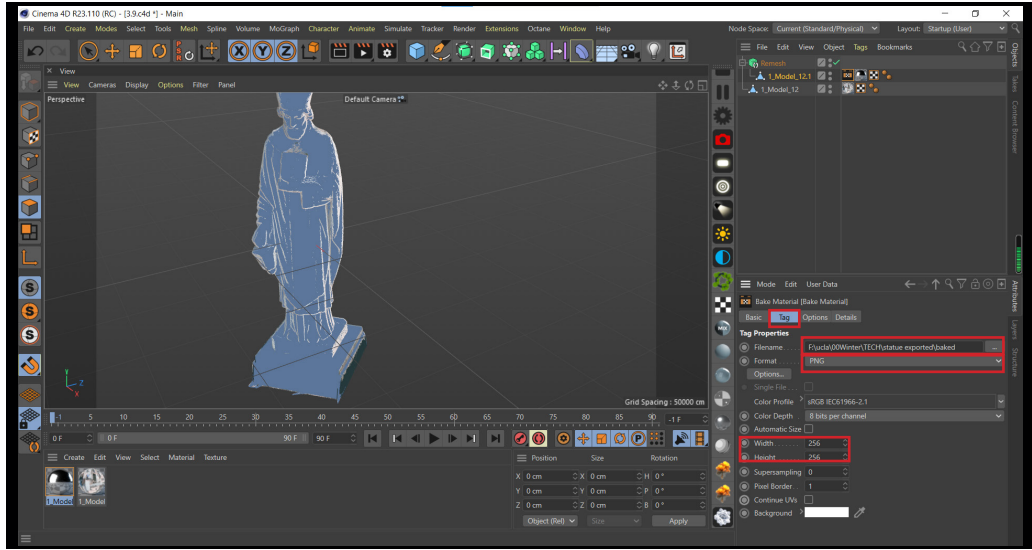 Cinema 4D R23.110 (RC) - [3.9.c4d *] - Main
File Edit Create Modes Select Tools Mesh Spline Volume MoGraph Character Animate Simulate Tracker Render Extensions Octane Window Help
Node Space: Current (Standard/Physical) Layout: Startup (User)
File Edit View Object Tags Bookmarks
Remesh
1_Model_12.1
1_Model_12
Objects
Takes
Content Browser
× View
View Cameras Display Options Filter Panel
Perspective
Default Camera
Y
Z
X
Grid Spacing : 50000 cm
Mode Edit User Data
Bake Material [Bake Material]
Basic Tag Options Details
Tag Properties
Filename F:\ucla\00Winter\TECH\statue exported\baked ...
Format PNG
Options...
Single File
Color Profile sRGB IEC61966-2.1
Color Depth 8 bits per channel
Automatic Size
Width 256
Height 256
Supersampling 0
Pixel Border 1
Continue UVs
Background
Attributes
Layers
Structure
-1 5 10 15 20 25 30 35 40 45 50 55 60 65 70 75 80 85 90 -1 F
0 F 0 F 90 F 90 F
Create Edit View Select Material Texture
1_Model 1_Model
Position Size Rotation
X 0 cm X 0 cm H 0 °
Y 0 cm Y 0 cm P 0 °
Z 0 cm Z 0 cm B 0 °
Object (Rel) Size Apply
MIX